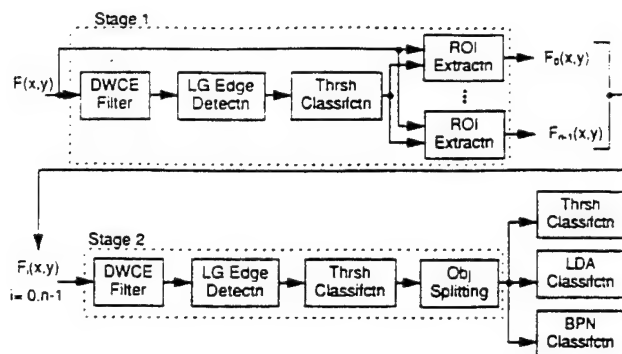 Stage 1
F(x,y)
DWCE
Filter
LG Edge
Detectn
Thrsh
Classifctn
ROI
Extractn
ROI
Extractn
F₀(x,y)
Fₙ₋₁(x,y)
Stage 2
Fᵢ(x,y)
i= 0.n-1
DWCE
Filter
LG Edge
Detectn
Thrsh
Classifctn
Obj
Splitting
Thrsh
Classifctn
LDA
Classifctn
BPN
Classifctn